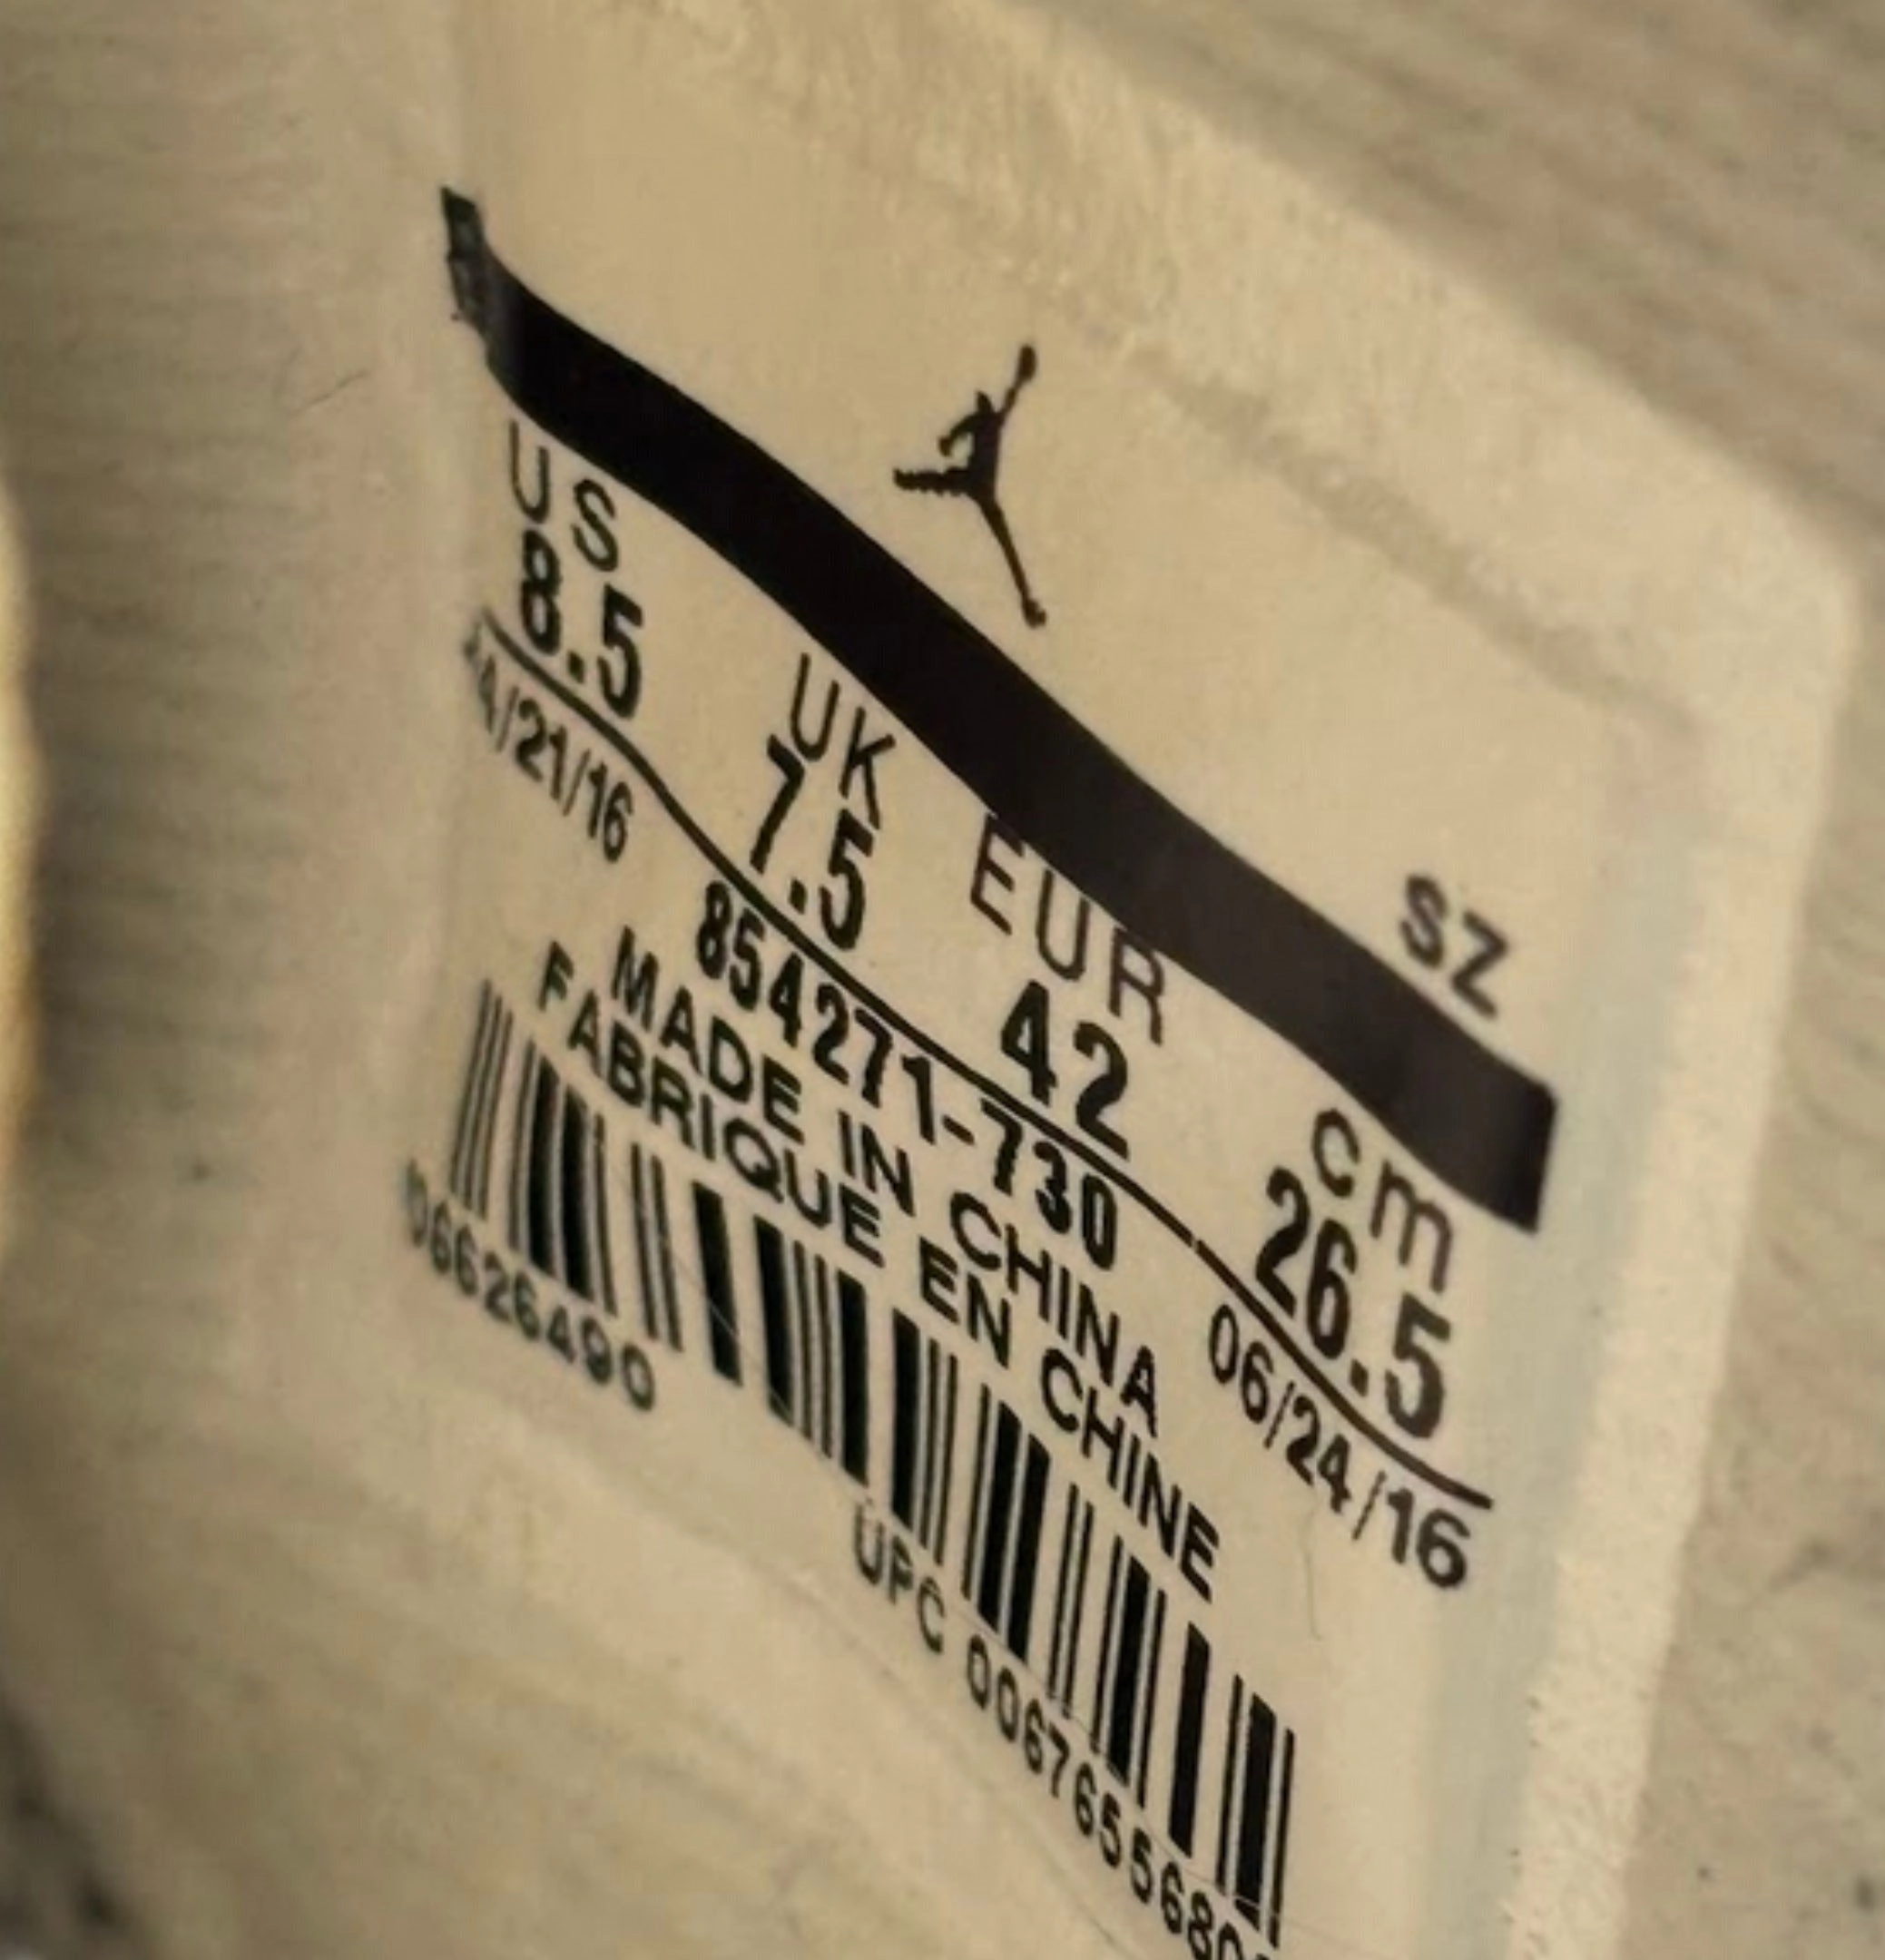 SZ
US UK EUR cm
8.5 7.5 42 26.5
4/21/16 854271-730 06/24/16
MADE IN CHINA
FABRIQUE EN CHINE
06626490 UPC 0067655680